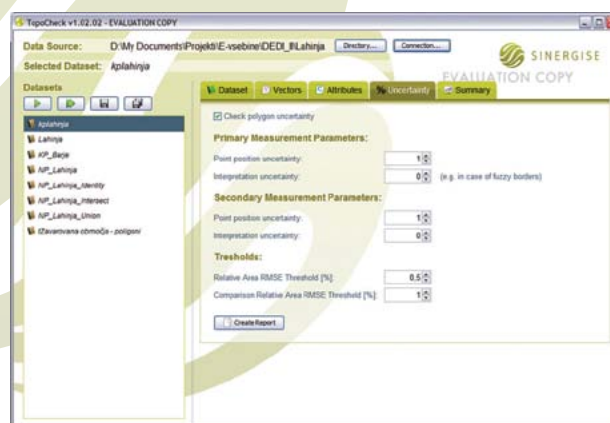 TopoCheck v1.02.02 - EVALUATION COPY
Data Source: D:\My Documents\Projekti\E-vsebine\DEDI_II\Lahinja Directory... Connection...
SINERGISE
EVALUATION COPY
Selected Dataset: kplahinja
Datasets
kplahinja
Lahinja
KP_Barje
NP_Lahinja
NP_Lahinja_Identity
NP_Lahinja_Intersect
NP_Lahinja_Union
tZavarovana obmocja - poligoni
Dataset Vectors Attributes Uncertainty Summary
Check polygon uncertainty
Primary Measurement Parameters:
Point position uncertainty: 1
Interpretation uncertainty: 0 (e.g. in case of fuzzy borders)
Secondary Measurement Parameters:
Point position uncertainty: 1
Interpretation uncertainty: 0
Tresholds:
Relative Area RMSE Threshold [%]: 0,5
Comparison Relative Area RMSE Threshold [%]: 1
Create Report